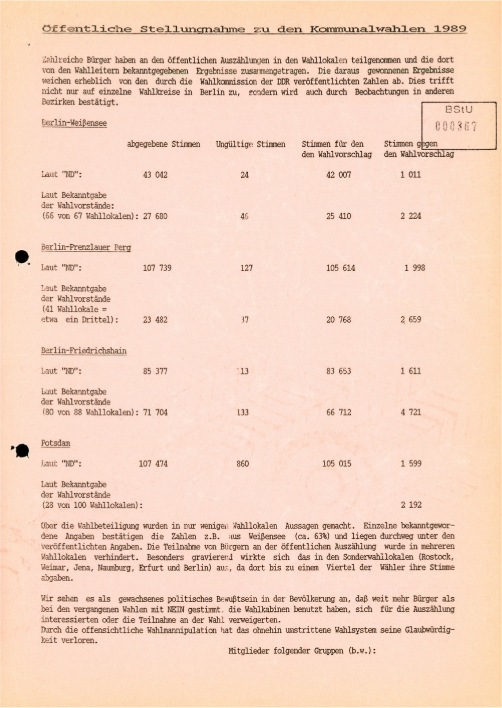 Öffentliche Stellungnahme zu den Kommunalwahlen 1989
Zahlreiche Bürger haben an den öffentlichen Auszählungen in den Wahllokalen teilgenommen und die dort
von den Wahlleitern bekanntgegebenen Ergebnisse zusammengetragen. Die daraus gewonnenen Ergebnisse
weichen erheblich von den durch die Wahlkommission der DDR veröffentlichten Zahlen ab. Dies trifft
nicht nur auf einzelne Wahlkreise in Berlin zu, sondern wird auch durch Beobachtungen in anderen
Bezirken bestätigt.
BStU
000367
Berlin-Weißensee
abgegebene Stimmen Ungültige Stimmen Stimmen für den Stimmen gegen
den Wahlvorschlag den Wahlvorschlag
Laut "ND": 43 042 24 42 007 1 011
Laut Bekanntgabe
der Wahlvorstände:
(66 von 67 Wahllokalen): 27 680 46 25 410 2 224
Berlin-Prenzlauer Berg
Laut "ND": 107 739 127 105 614 1 998
Laut Bekanntgabe
der Wahlvorstände
(41 Wahllokale =
etwa ein Drittel): 23 482 20 768 2 659
Berlin-Friedrichshain
Laut "ND": 85 377 113 83 653 1 611
Laut Bekanntgabe
der Wahlvorstände
(80 von 88 Wahllokalen): 71 704 133 66 712 4 721
Potsdam
Laut "ND": 107 474 860 105 015 1 599
Laut Bekanntgabe
der Wahlvorstände
(28 von 100 Wahllokalen): 2 192
Über die Wahlbeteiligung wurden in nur wenigen Wahllokalen Aussagen gemacht. Einzelne bekanntgewor-
dene Angaben bestätigen die Zahlen z.B. aus Weißensee (ca. 63%) und liegen durchweg unter den
veröffentlichten Angaben. Die Teilnahme von Bürgern an der öffentlichen Auszählung wurde in mehreren
Wahllokalen verhindert. Besonders gravierend wirkte sich das in den Sonderwahllokalen (Rostock,
Weimar, Jena, Naumburg, Erfurt und Berlin) aus, da dort bis zu einem Viertel der Wähler ihre Stimme
abgaben.
Wir sehen es als gewachsenes politisches Bewußtsein in der Bevölkerung an, daß weit mehr Bürger als
bei den vergangenen Wahlen mit NEIN gestimmt, die Wahlkabinen benutzt haben, sich für die Auszählung
interessierten oder die Teilnahme an der Wahl verweigerten.
Durch die offensichtliche Wahlmannipulation hat das ohnehin umstrittene Wahlsystem seine Glaubwürdig-
keit verloren.
Mitglieder folgender Gruppen (b.w.):